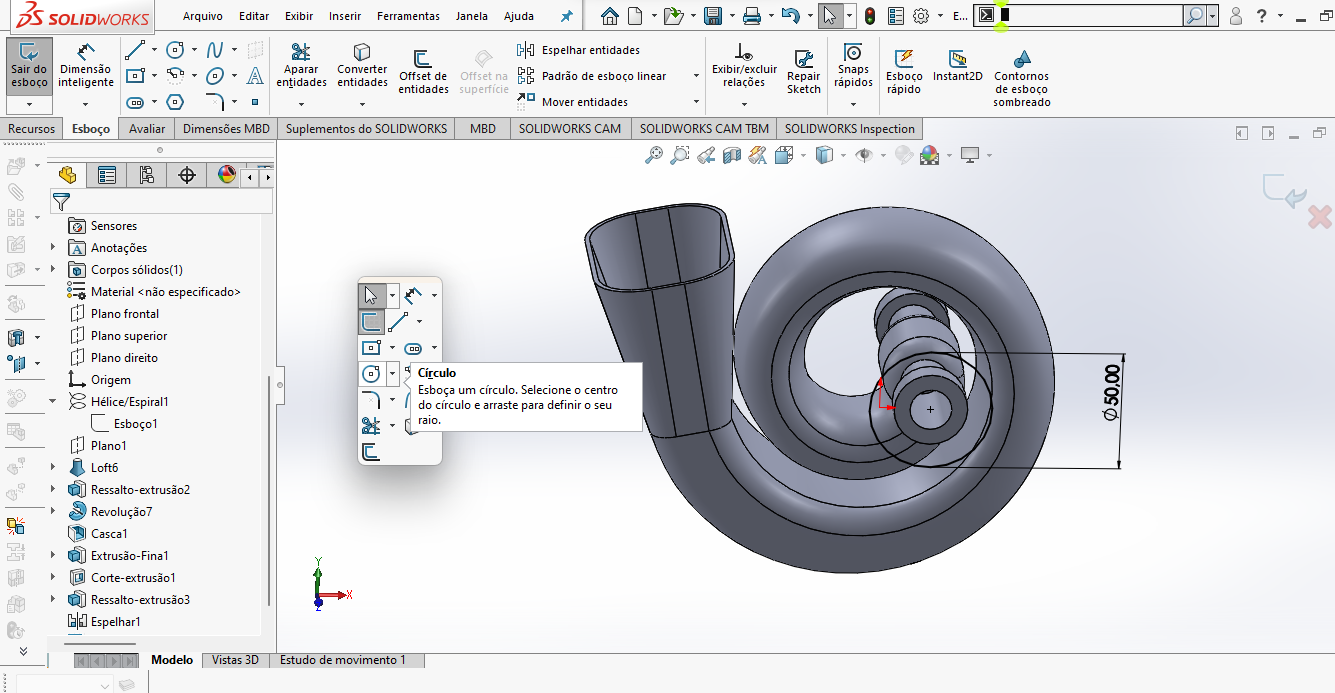 SOLIDWORKS
Arquivo Editar Exibir Inserir Ferramentas Janela Ajuda E... ?
Sair do esboço
Dimensão inteligente
Aparar entidades
Converter entidades
Offset de entidades
Offset na superfície
Espelhar entidades
Padrão de esboço linear
Mover entidades
Exibir/excluir relações
Repair Sketch
Snaps rápidos
Esboço rápido
Instant2D
Contornos de esboço sombreado
Recursos Esboço Avaliar Dimensões MBD Suplementos do SOLIDWORKS MBD SOLIDWORKS CAM SOLIDWORKS CAM TBM SOLIDWORKS Inspection
Sensores
Anotações
Corpos sólidos(1)
Material <não especificado>
Plano frontal
Plano superior
Plano direito
Origem
Hélice/Espiral1
Esboço1
Plano1
Loft6
Ressalto-extrusão2
Revolução7
Casca1
Extrusão-Fina1
Corte-extrusão1
Ressalto-extrusão3
Espelhar1
Círculo
Esboça um círculo. Selecione o centro
do círculo e arraste para definir o seu
raio.
Ø50,00
Y
X
Z
Modelo Vistas 3D Estudo de movimento 1